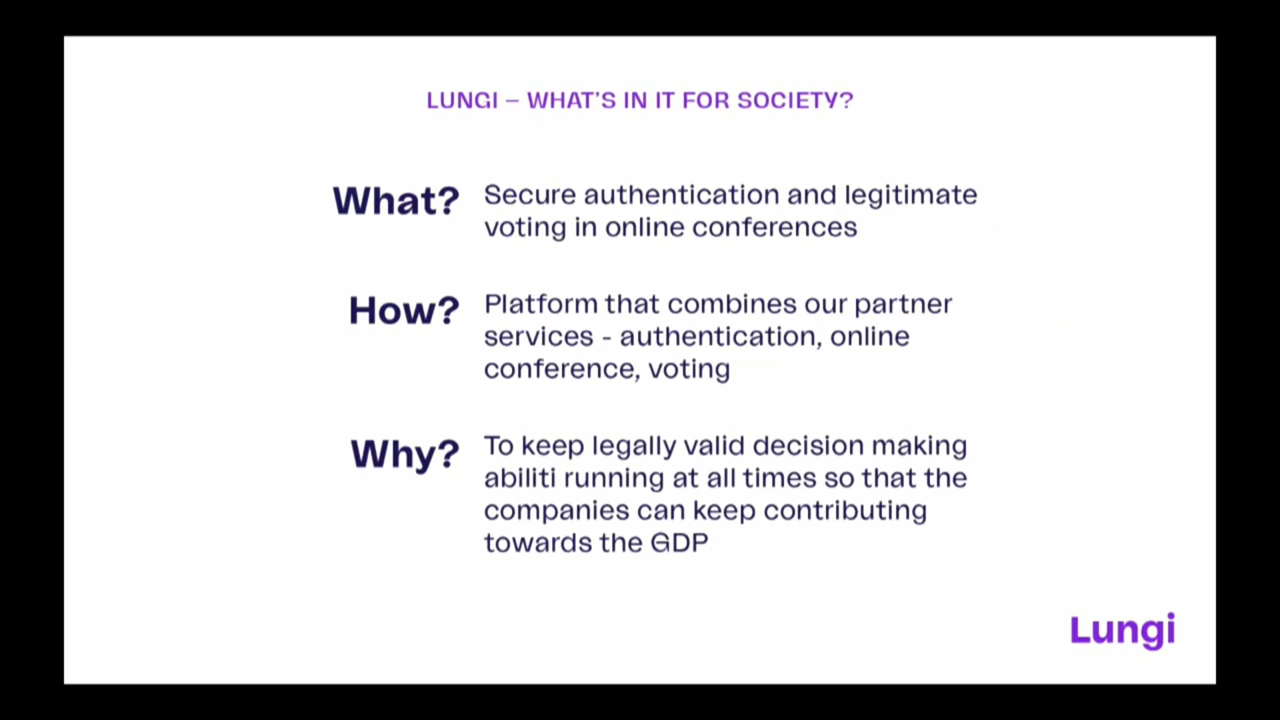 LUNGI – WHAT'S IN IT FOR SOCIETY?
What?
Secure authentication and legitimate
voting in online conferences
How?
Platform that combines our partner
services - authentication, online
conference, voting
Why?
To keep legally valid decision making
abiliti running at all times so that the
companies can keep contributing
towards the GDP
Lungi